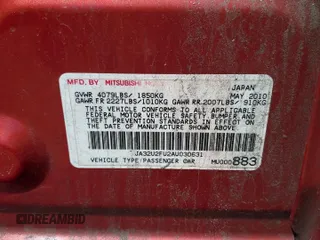 MFD. BY MITSUBISHI
JAPAN
GVWR 4079LBS/ 1850KG MAY 2010
GAWR FR 2227LBS/1010KG GAWR RR 2007LBS/ 910KG
THIS VEHICLE CONFORMS TO ALL APPLICABLE
FEDERAL MOTOR VEHICLE SAFETY, BUMPER, AND
THEFT PREVENTION STANDARDS IN EFFECT ON
THE DATE OF MANUFACTURE SHOWN ABOVE.
JA32U2FU2AU030631
VEHICLE TYPE:PASSENGER CAR MU000883
DREAMBID